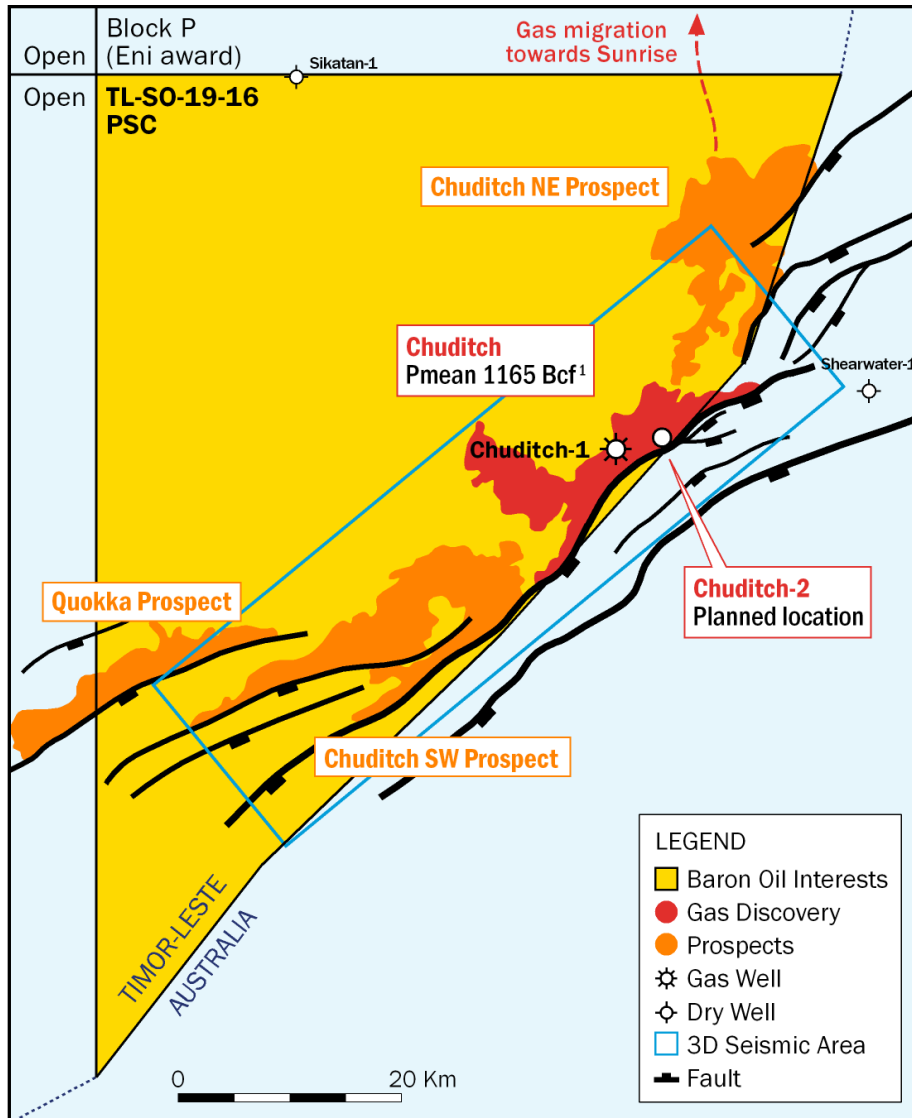 Open
Block P
(Eni award)
Gas migration
towards Sunrise
Sikatan-1
Open
TL-SO-19-16
PSC
Chuditch NE Prospect
Chuditch
Pmean 1165 Bcf¹
Shearwater-1
Chuditch-1
Quokka Prospect
Chuditch-2
Planned location
Chuditch SW Prospect
TIMOR-LESTE
AUSTRALIA
0 20 Km
LEGEND
Baron Oil Interests
Gas Discovery
Prospects
Gas Well
Dry Well
3D Seismic Area
Fault